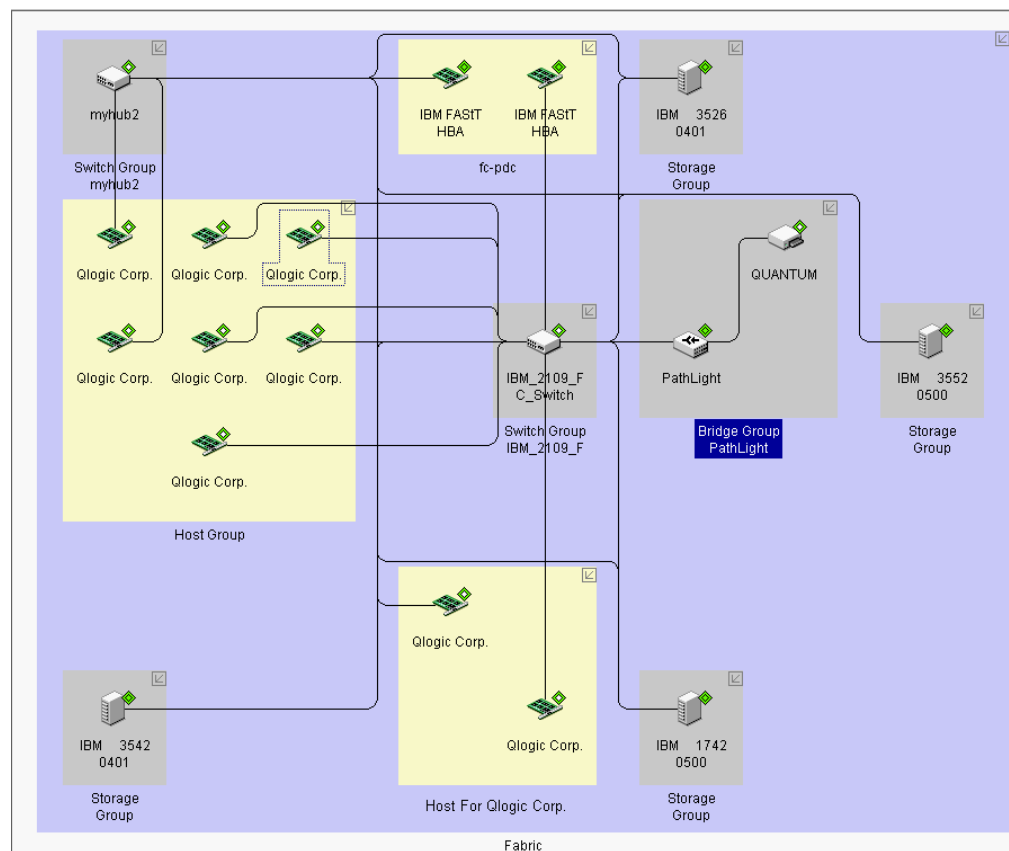 myhub2
Switch Group
myhub2
IBM FAStT
HBA
IBM FAStT
HBA
fc-pdc
IBM 3526
0401
Storage
Group
Qlogic Corp.
Qlogic Corp.
Qlogic Corp.
Qlogic Corp.
Qlogic Corp.
Qlogic Corp.
Qlogic Corp.
Host Group
IBM_2109_F
C_Switch
Switch Group
IBM_2109_F
QUANTUM
PathLight
Bridge Group
PathLight
IBM 3552
0500
Storage
Group
IBM 3542
0401
Storage
Group
Qlogic Corp.
Qlogic Corp.
Host For Qlogic Corp.
IBM 1742
0500
Storage
Group
Fabric